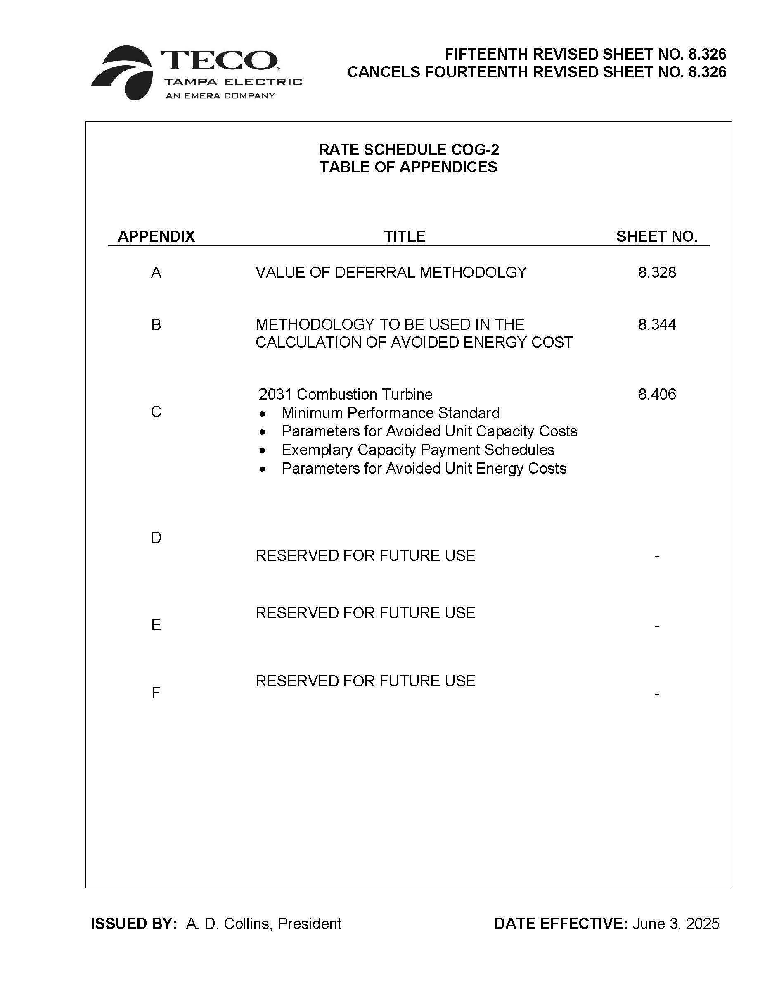 TECO®
TAMPA ELECTRIC
AN EMERA COMPANY
FIFTEENTH REVISED SHEET NO. 8.326
CANCELS FOURTEENTH REVISED SHEET NO. 8.326
RATE SCHEDULE COG-2
TABLE OF APPENDICES
APPENDIX TITLE SHEET NO.
A VALUE OF DEFERRAL METHODOLGY 8.328
B METHODOLOGY TO BE USED IN THE 8.344
CALCULATION OF AVOIDED ENERGY COST
2031 Combustion Turbine 8.406
C • Minimum Performance Standard
• Parameters for Avoided Unit Capacity Costs
• Exemplary Capacity Payment Schedules
• Parameters for Avoided Unit Energy Costs
D
RESERVED FOR FUTURE USE -
RESERVED FOR FUTURE USE
E -
RESERVED FOR FUTURE USE
F -
ISSUED BY: A. D. Collins, President DATE EFFECTIVE: June 3, 2025